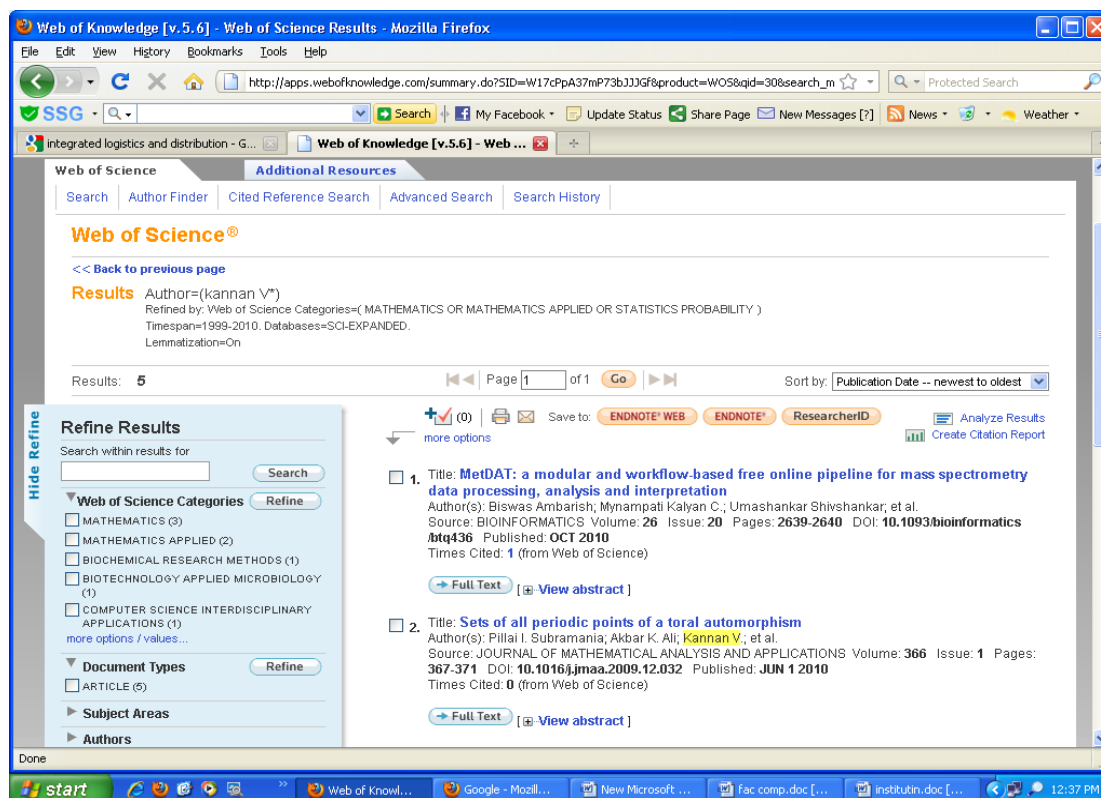 Web of Knowledge [v.5.6] - Web of Science Results - Mozilla Firefox
File Edit View History Bookmarks Tools Help
http://apps.webofknowledge.com/summary.do?SID=W17cPpA37mP73bJJJGf&product=WOS&qid=30&search_m
Protected Search
SSG Search My Facebook Update Status Share Page New Messages [?] News Weather
integrated logistics and distribution - G... Web of Knowledge [v.5.6] - Web ...
Web of Science Additional Resources
Search Author Finder Cited Reference Search Advanced Search Search History
Web of Science®
<< Back to previous page
Results Author=(kannan V*)
Refined by: Web of Science Categories=( MATHEMATICS OR MATHEMATICS APPLIED OR STATISTICS PROBABILITY )
Timespan=1999-2010. Databases=SCI-EXPANDED.
Lemmatization=On
Results: 5 Page 1 of 1 Go Sort by: Publication Date -- newest to oldest
Hide Refine
Refine Results
Search within results for
Search
Web of Science Categories Refine
MATHEMATICS (3)
MATHEMATICS APPLIED (2)
BIOCHEMICAL RESEARCH METHODS (1)
BIOTECHNOLOGY APPLIED MICROBIOLOGY
(1)
COMPUTER SCIENCE INTERDISCIPLINARY
APPLICATIONS (1)
more options / values...
Document Types Refine
ARTICLE (5)
Subject Areas
Authors
(0) Save to: ENDNOTE® WEB ENDNOTE® ResearcherID Analyze Results
more options Create Citation Report
1. Title: MetDAT: a modular and workflow-based free online pipeline for mass spectrometry
data processing, analysis and interpretation
Author(s): Biswas Ambarish; Mynampati Kalyan C.; Umashankar Shivshankar; et al.
Source: BIOINFORMATICS Volume: 26 Issue: 20 Pages: 2639-2640 DOI: 10.1093/bioinformatics
/btq436 Published: OCT 2010
Times Cited: 1 (from Web of Science)
Full Text [ View abstract ]
2. Title: Sets of all periodic points of a toral automorphism
Author(s): Pillai I. Subramania; Akbar K. Ali; Kannan V.; et al.
Source: JOURNAL OF MATHEMATICAL ANALYSIS AND APPLICATIONS Volume: 366 Issue: 1 Pages:
367-371 DOI: 10.1016/j.jmaa.2009.12.032 Published: JUN 1 2010
Times Cited: 0 (from Web of Science)
Full Text [ View abstract ]
Done
start Web of Knowl... Google - Mozill... New Microsoft ... fac comp.doc [... institutin.doc [... 12:37 PM